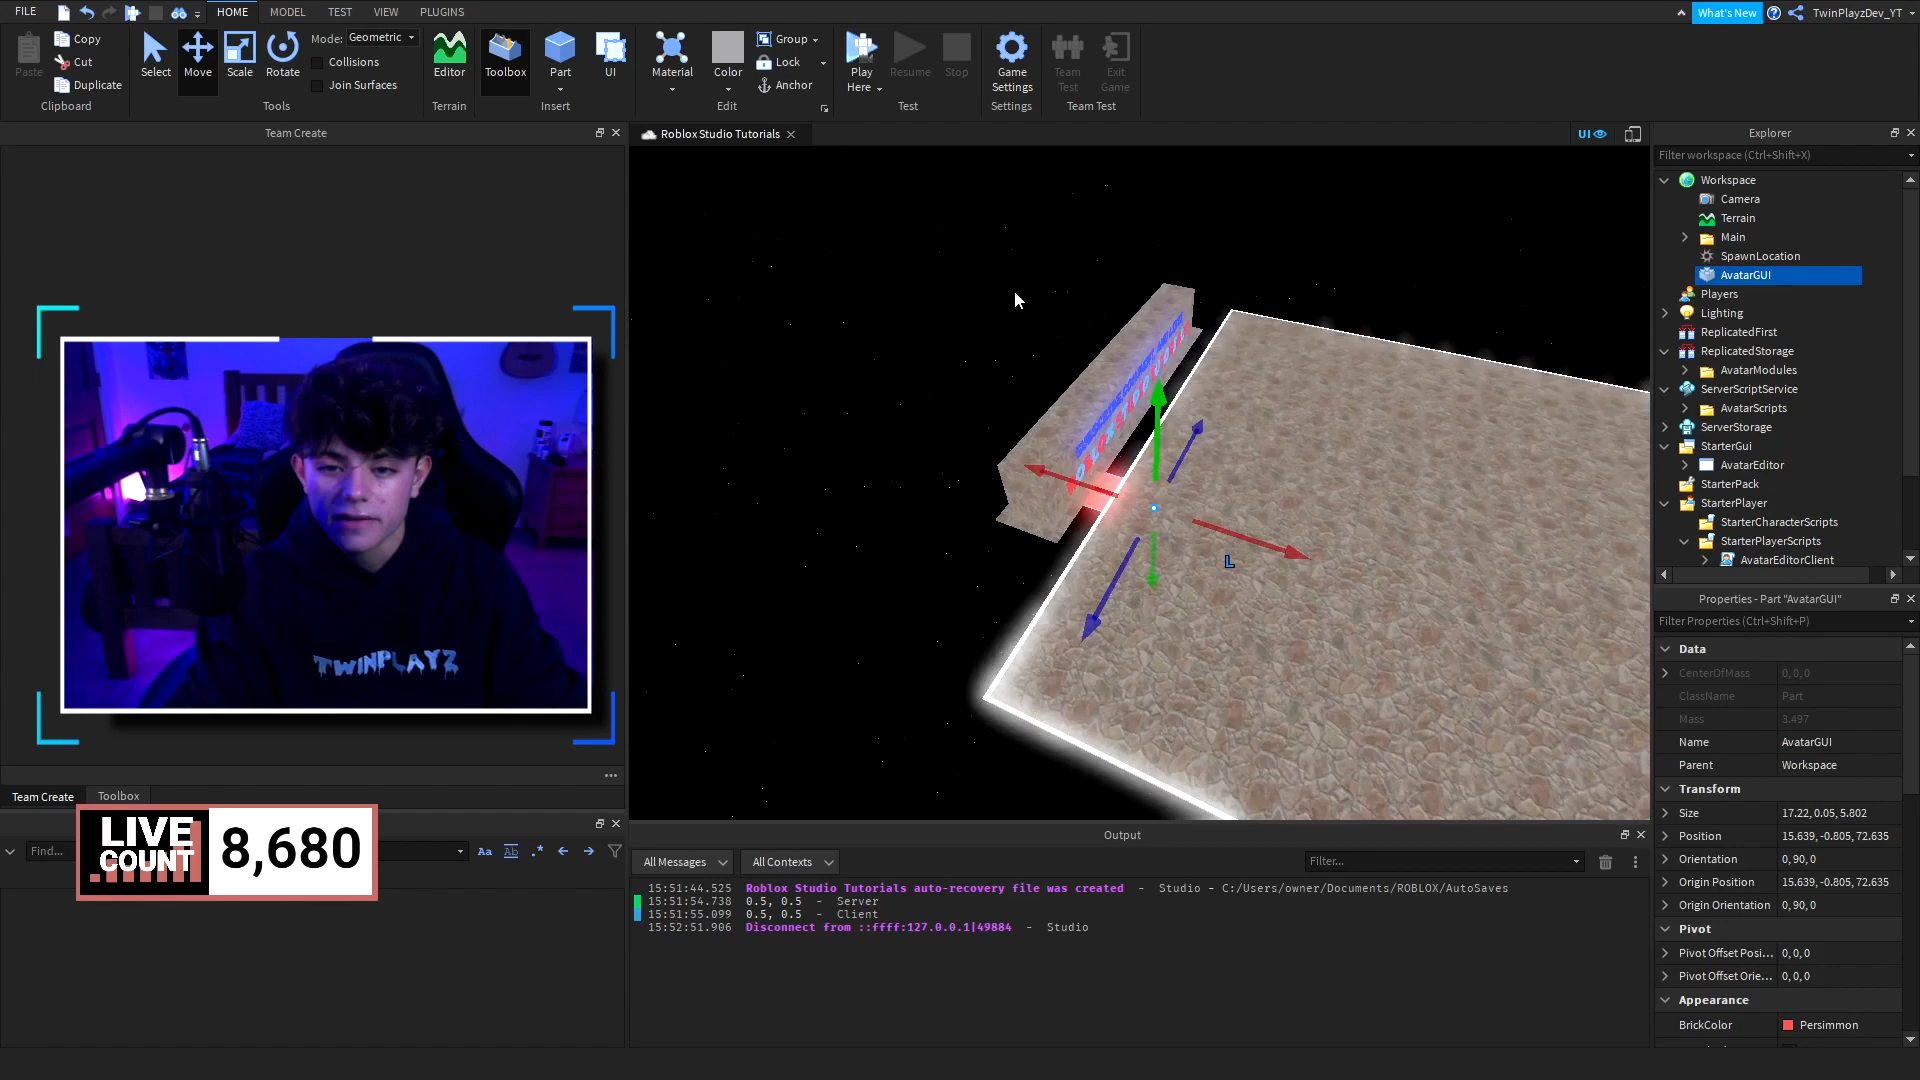 FILE HOME MODEL TEST VIEW PLUGINS What's New TwinPlayzDev_YT
Paste Copy Cut Duplicate Clipboard
Select Move Scale Rotate Mode: Geometric Collisions Join Surfaces Tools
Editor Terrain
Toolbox Part UI Insert
Material Color Group Lock Anchor Edit
Play Here Resume Stop Test
Game Settings Settings
Team Test Exit Game Team Test
Team Create
Roblox Studio Tutorials
UI
L
TWINPLAYZ
Team Create Toolbox
LIVE COUNT 8,680
Find...
Aa Ab .*
Output
All Messages All Contexts Filter...
15:51:44.525 Roblox Studio Tutorials auto-recovery file was created - Studio - C:/Users/owner/Documents/ROBLOX/AutoSaves
15:51:54.738 0.5, 0.5 - Server
15:51:55.099 0.5, 0.5 - Client
15:52:51.906 Disconnect from ::ffff:127.0.0.1|49884 - Studio
Explorer
Filter workspace (Ctrl+Shift+X)
Workspace
Camera
Terrain
Main
SpawnLocation
AvatarGUI
Players
Lighting
ReplicatedFirst
ReplicatedStorage
AvatarModules
ServerScriptService
AvatarScripts
ServerStorage
StarterGui
AvatarEditor
StarterPack
StarterPlayer
StarterCharacterScripts
StarterPlayerScripts
AvatarEditorClient
Properties - Part "AvatarGUI"
Filter Properties (Ctrl+Shift+P)
Data
CenterOfMass 0, 0, 0
ClassName Part
Mass 3.497
Name AvatarGUI
Parent Workspace
Transform
Size 17.22, 0.05, 5.802
Position 15.639, -0.805, 72.635
Orientation 0, 90, 0
Origin Position 15.639, -0.805, 72.635
Origin Orientation 0, 90, 0
Pivot
Pivot Offset Posi... 0, 0, 0
Pivot Offset Orie... 0, 0, 0
Appearance
BrickColor Persimmon